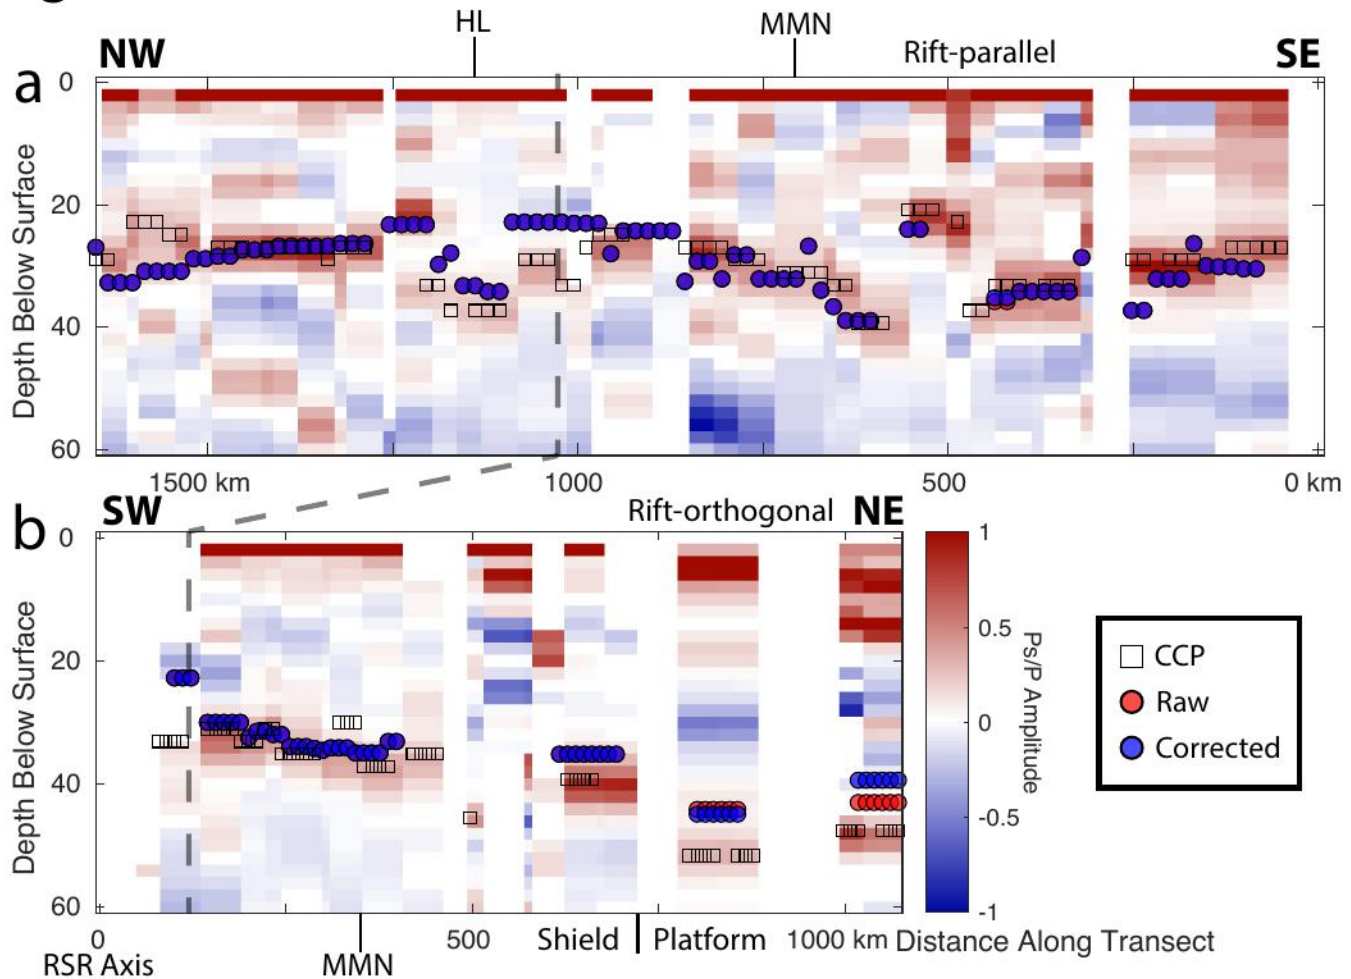 HL MMN
NW Rift-parallel SE
a
0
20
40
60
Depth Below Surface
1500 km 1000 500 0 km
SW Rift-orthogonal NE
b
0
20
40
60
Depth Below Surface
1
0.5
0
-0.5
-1
Ps/P Amplitude
CCP
Raw
Corrected
0 500 Shield Platform 1000 km Distance Along Transect
RSR Axis MMN